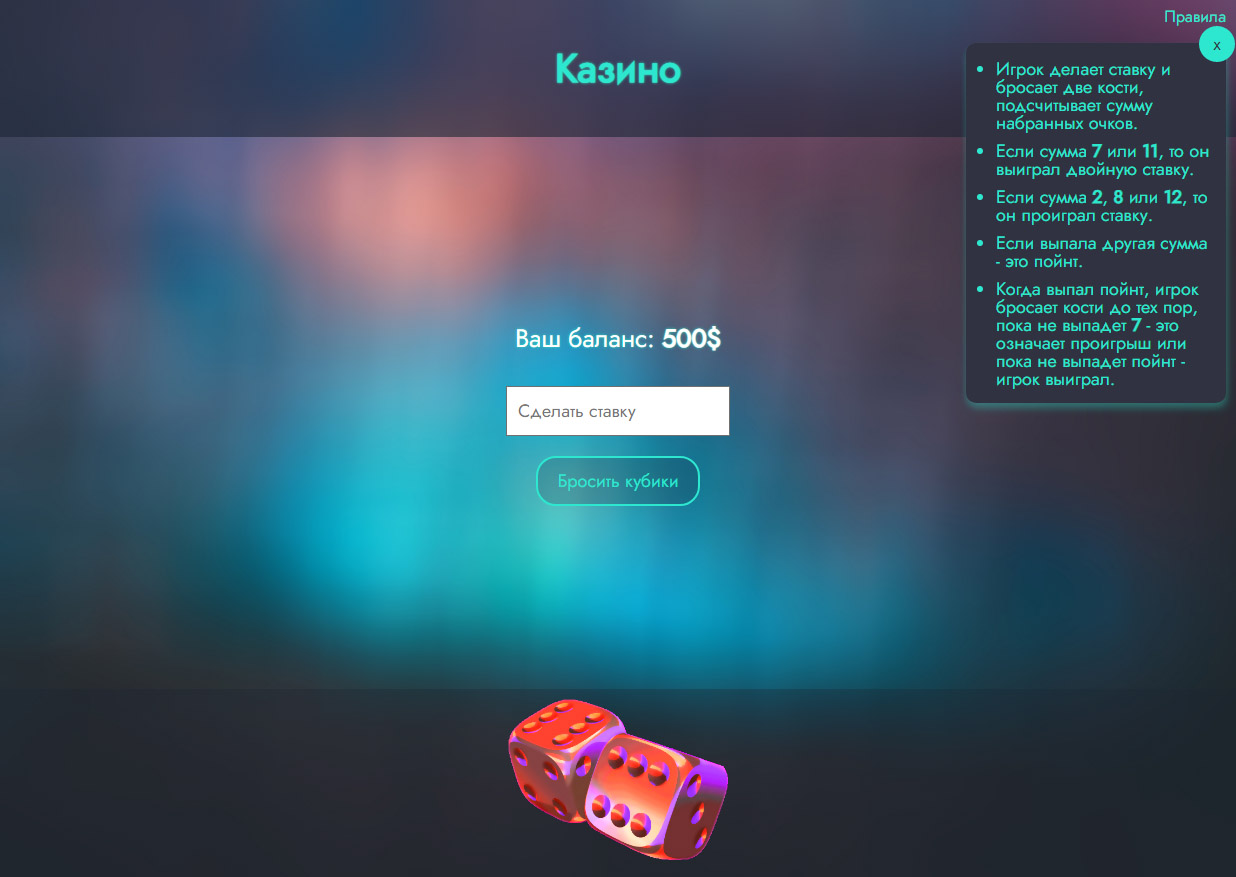 Правила
Казино
x
Игрок делает ставку и
бросает две кости,
подсчитывает сумму
набранных очков.
Если сумма 7 или 11, то он
выиграл двойную ставку.
Если сумма 2, 8 или 12, то
он проиграл ставку.
Если выпала другая сумма
- это пойнт.
Когда выпал пойнт, игрок
бросает кости до тех пор,
пока не выпадет 7 - это
означает проигрыш или
пока не выпадет пойнт -
игрок выиграл.
Ваш баланс: 500$
Сделать ставку
Бросить кубики